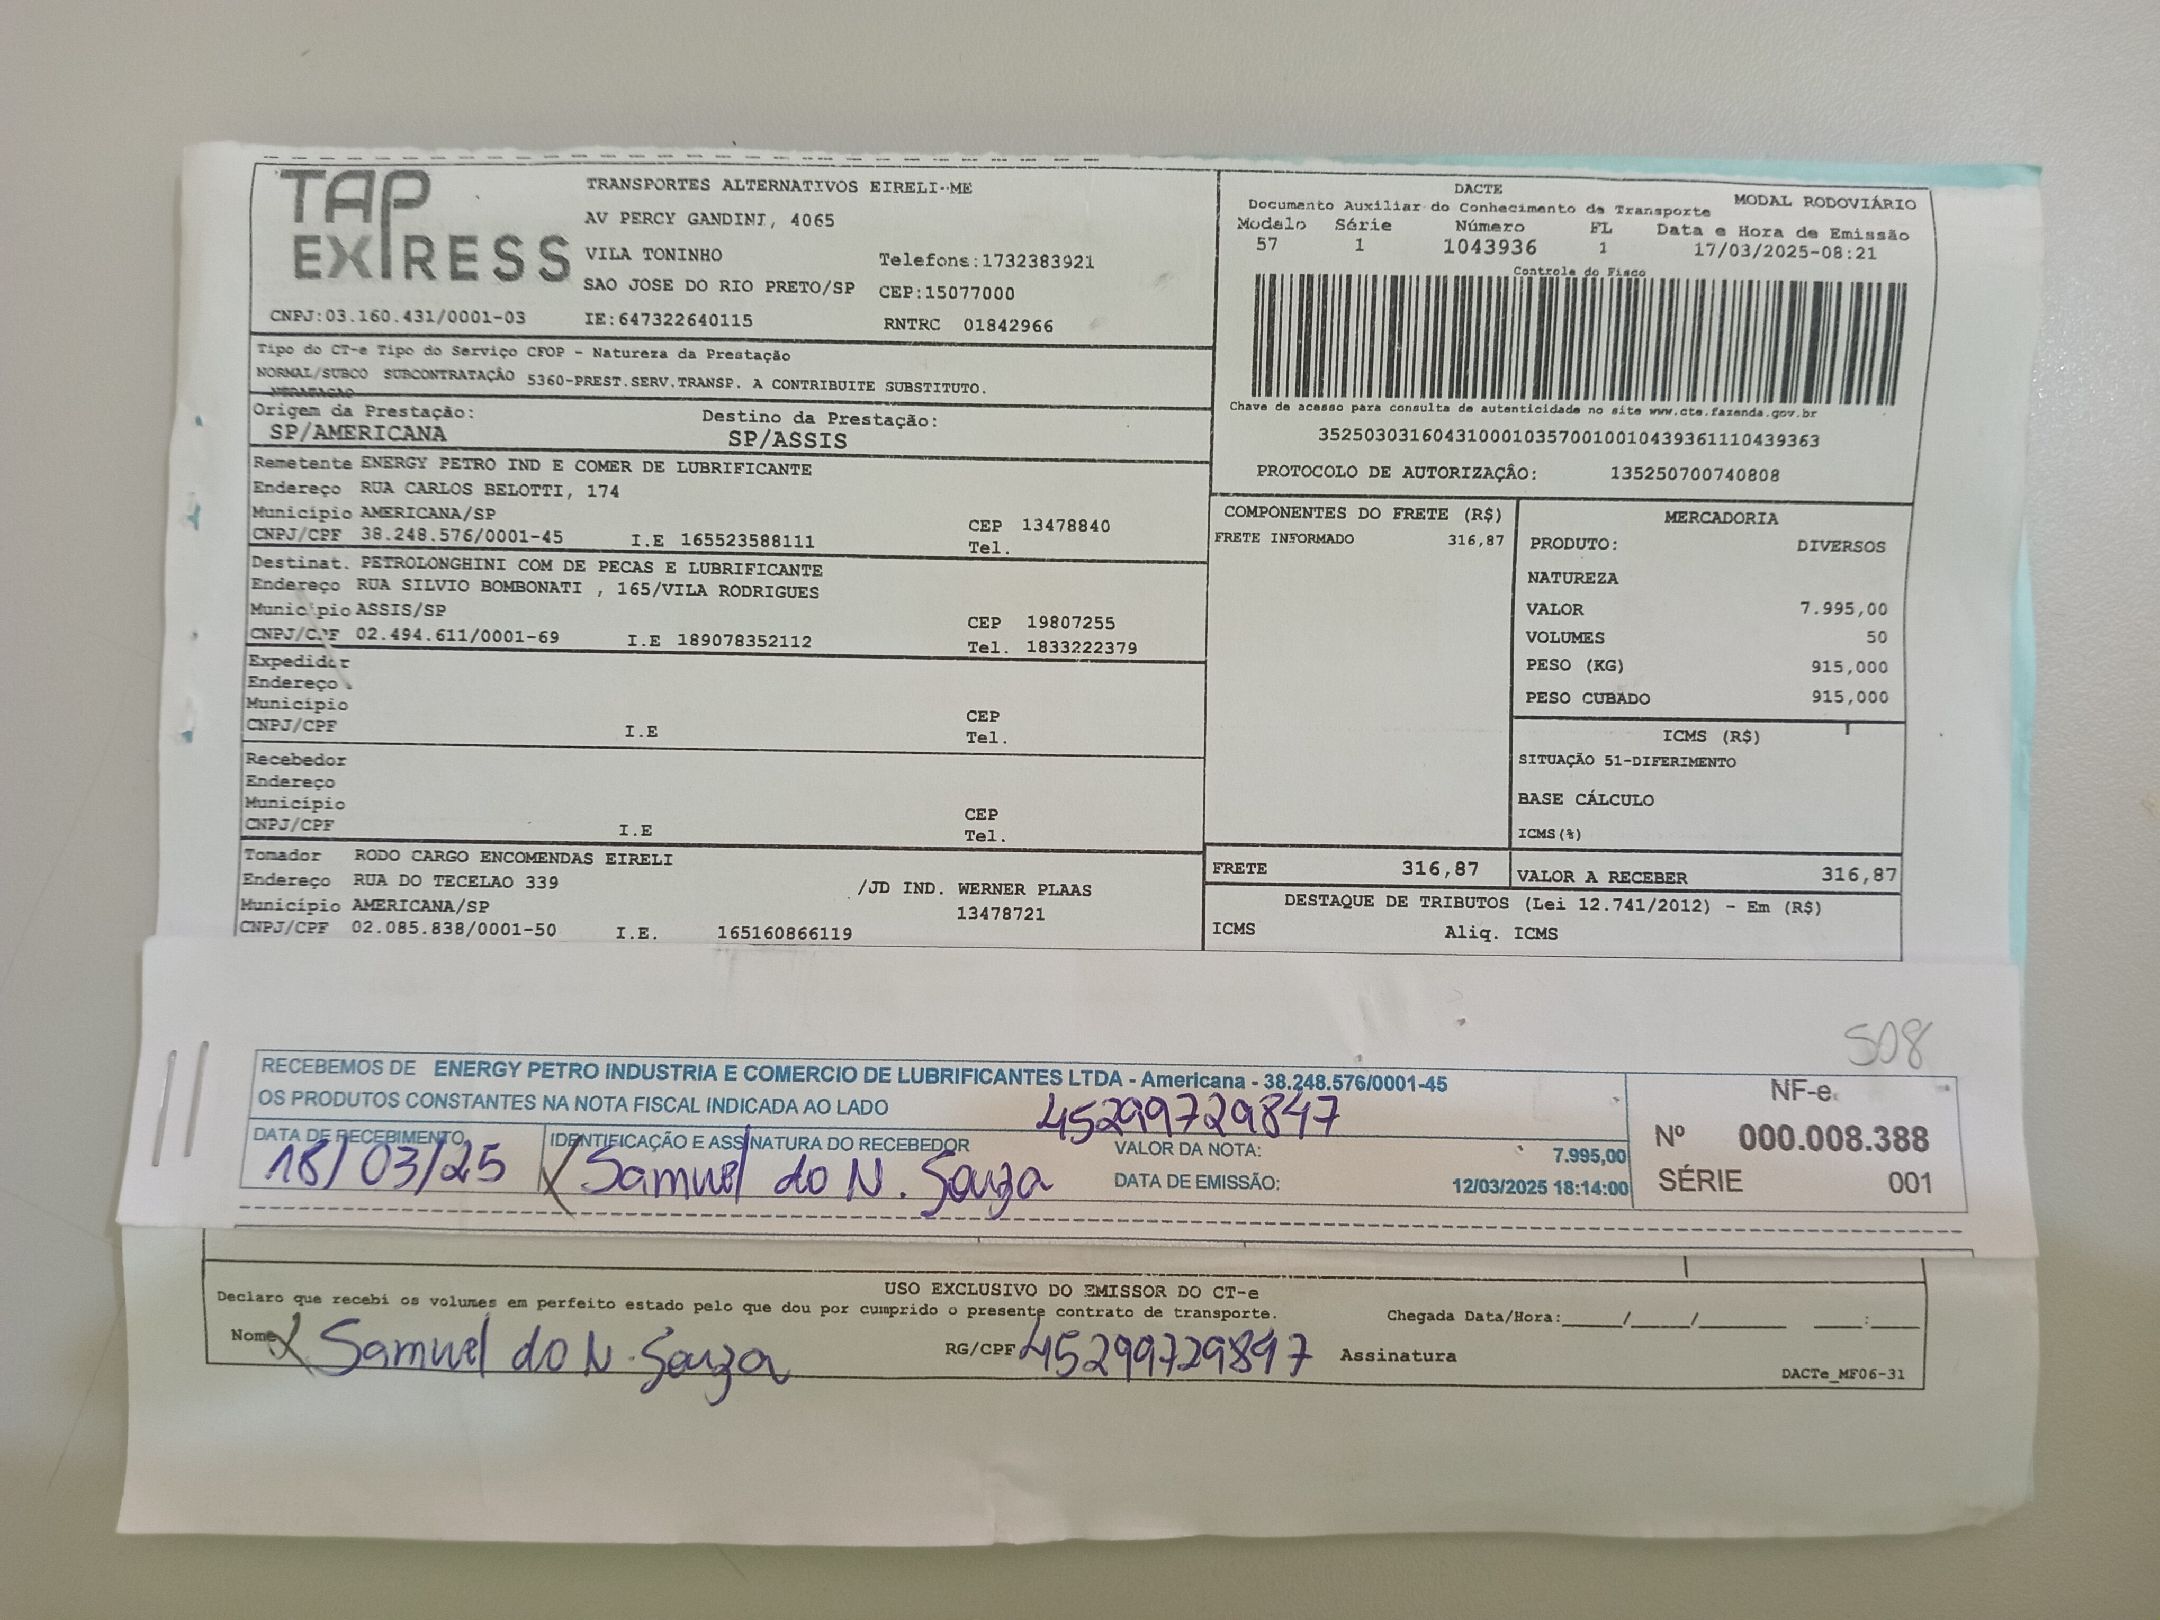 TAP EXPRESS
TRANSPORTES ALTERNATIVOS EIRELI-ME
AV PERCY GANDINI, 4065
VILA TONINHO Telefone:1732383921
SAO JOSE DO RIO PRETO/SP CEP:15077000
CNPJ:03.160.431/0001-03 IE:647322640115 RNTRC 01842966
DACTE MODAL RODOVIÁRIO
Documento Auxiliar do Conhecimento de Transporte
Modelo Série Número FL Data e Hora de Emissão
57 1 1043936 1 17/03/2025-08:21
Controle do Fisco
Chave de acesso para consulta de autenticidade no site www.cte.fazenda.gov.br
35250303160431000103570010010439361110439363
PROTOCOLO DE AUTORIZAÇÃO: 135250700740808
Tipo do CT-e Tipo do Serviço CFOP - Natureza da Prestação
NORMAL/SUBCO SUBCONTRATAÇÃO 5360-PREST.SERV.TRANSP. A CONTRIBUITE SUBSTITUTO.
Origem da Prestação: Destino da Prestação:
SP/AMERICANA SP/ASSIS
Remetente ENERGY PETRO IND E COMER DE LUBRIFICANTE
Endereço RUA CARLOS BELOTTI, 174
Município AMERICANA/SP CEP 13478840
CNPJ/CPF 38.248.576/0001-45 I.E 165523588111 Tel.
Destinat. PETROLONGHINI COM DE PECAS E LUBRIFICANTE
Endereço RUA SILVIO BOMBONATI , 165/VILA RODRIGUES
Município ASSIS/SP CEP 19807255
CNPJ/CPF 02.494.611/0001-69 I.E 189078352112 Tel. 1833222379
Expedidor
Endereço
Município CEP
CNPJ/CPF I.E Tel.
Recebedor
Endereço
Município CEP
CNPJ/CPF I.E Tel.
Tomador RODO CARGO ENCOMENDAS EIRELI
Endereço RUA DO TECELAO 339 /JD IND. WERNER PLAAS
Município AMERICANA/SP 13478721
CNPJ/CPF 02.085.838/0001-50 I.E. 165160866119
COMPONENTES DO FRETE (R$)
FRETE INFORMADO 316,87
MERCADORIA
PRODUTO: DIVERSOS
NATUREZA
VALOR 7.995,00
VOLUMES 50
PESO (KG) 915,000
PESO CUBADO 915,000
ICMS (R$)
SITUAÇÃO 51-DIFERIMENTO
BASE CÁLCULO
ICMS(%)
FRETE 316,87 VALOR A RECEBER 316,87
DESTAQUE DE TRIBUTOS (Lei 12.741/2012) - Em (R$)
ICMS Aliq. ICMS
508
RECEBEMOS DE ENERGY PETRO INDUSTRIA E COMERCIO DE LUBRIFICANTES LTDA - Americana - 38.248.576/0001-45
OS PRODUTOS CONSTANTES NA NOTA FISCAL INDICADA AO LADO
45299729847
DATA DE RECEBIMENTO IDENTIFICAÇÃO E ASSINATURA DO RECEBEDOR VALOR DA NOTA: 7.995,00
18/03/25 X Samuel do N. Souza DATA DE EMISSÃO: 12/03/2025 18:14:00
NF-e
Nº 000.008.388
SÉRIE 001
USO EXCLUSIVO DO EMISSOR DO CT-e
Declaro que recebi os volumes em perfeito estado pelo que dou por cumprido o presente contrato de transporte. Chegada Data/Hora:_____/_____/_______ ____:____
Nome X Samuel do N. Souza RG/CPF 45299729847 Assinatura
DACTe_MF06-31